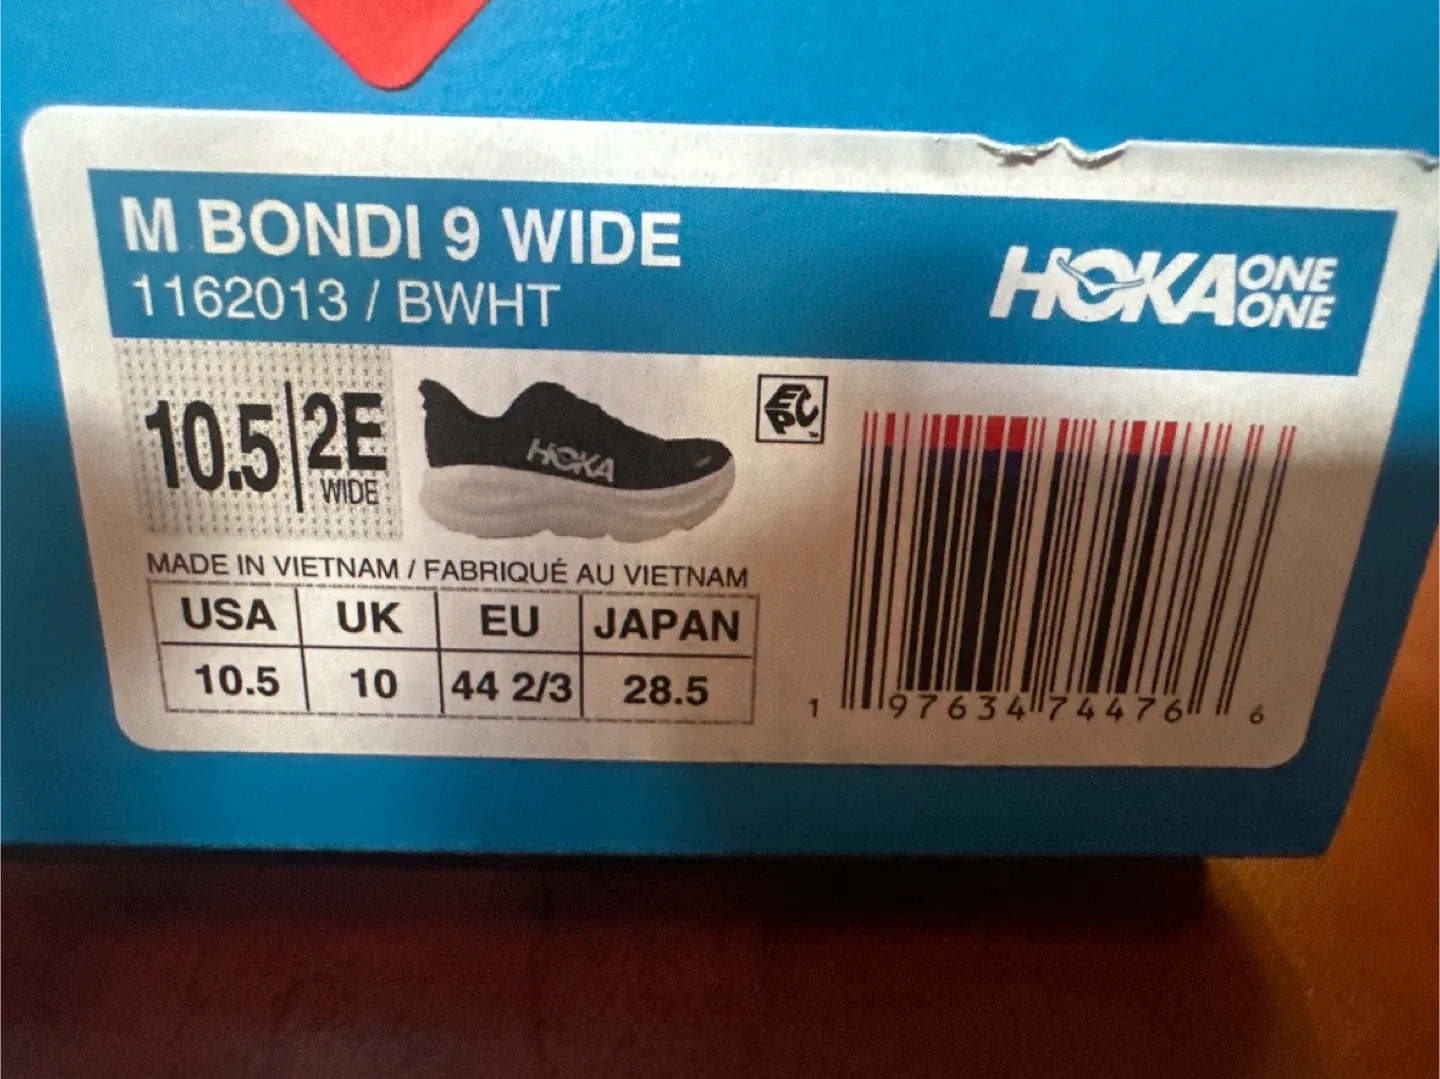 M BONDI 9 WIDE
1162013 / BWHT
HOKA ONE ONE
10.5 2E
WIDE
HOKA
EPC
MADE IN VIETNAM / FABRIQUÉ AU VIETNAM
USA UK EU JAPAN
10.5 10 44 2/3 28.5
1 97634 74476 6